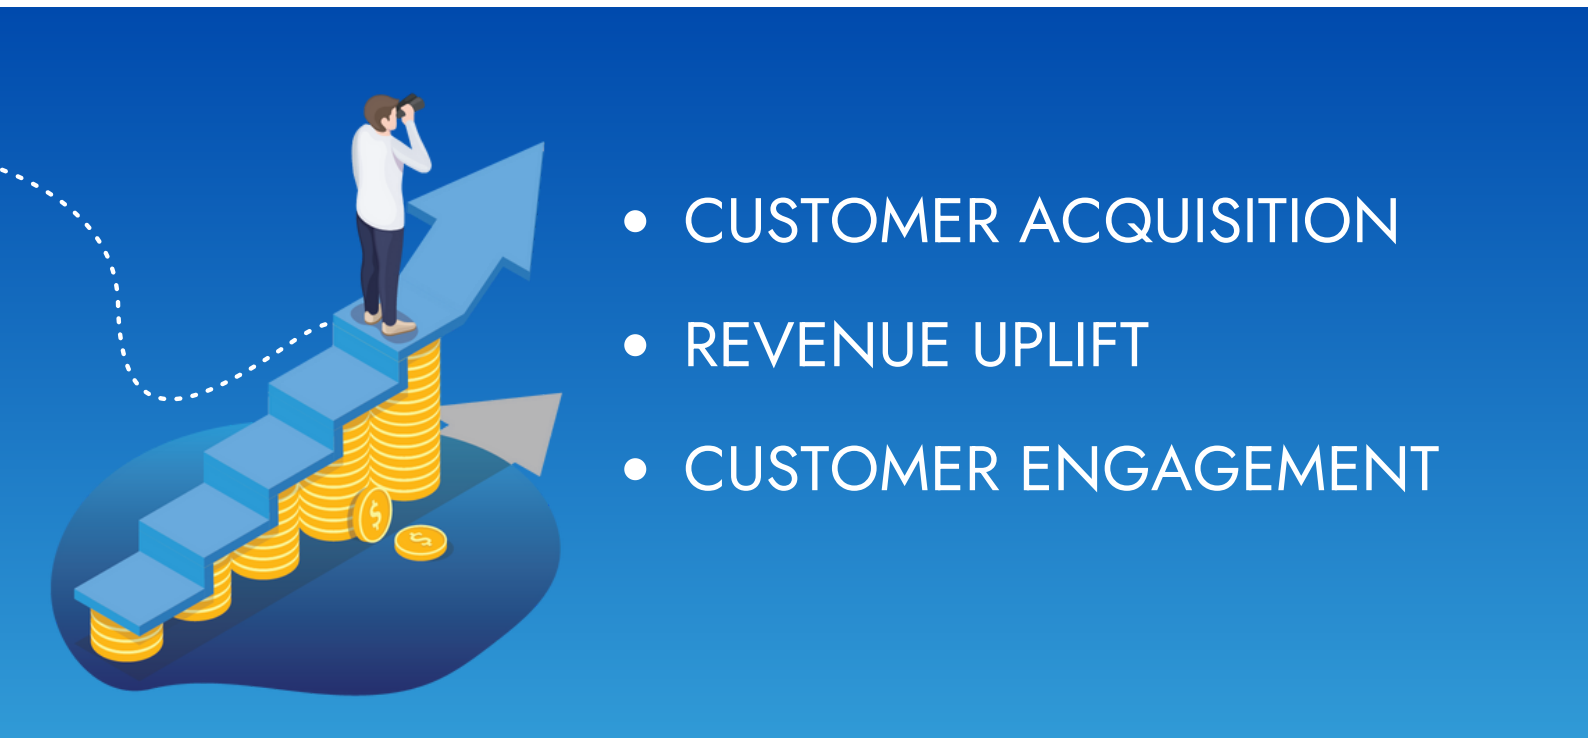 • CUSTOMER ACQUISITION
• REVENUE UPLIFT
• CUSTOMER ENGAGEMENT
$
$